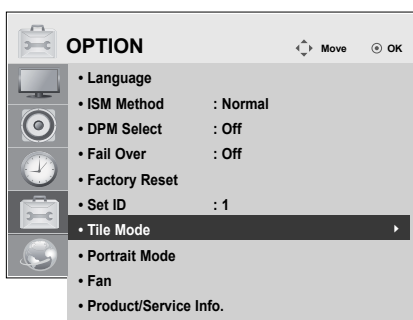 OPTION Move OK
• Language
• ISM Method : Normal
• DPM Select : Off
• Fail Over : Off
• Factory Reset
• Set ID : 1
• Tile Mode
• Portrait Mode
• Fan
• Product/Service Info.